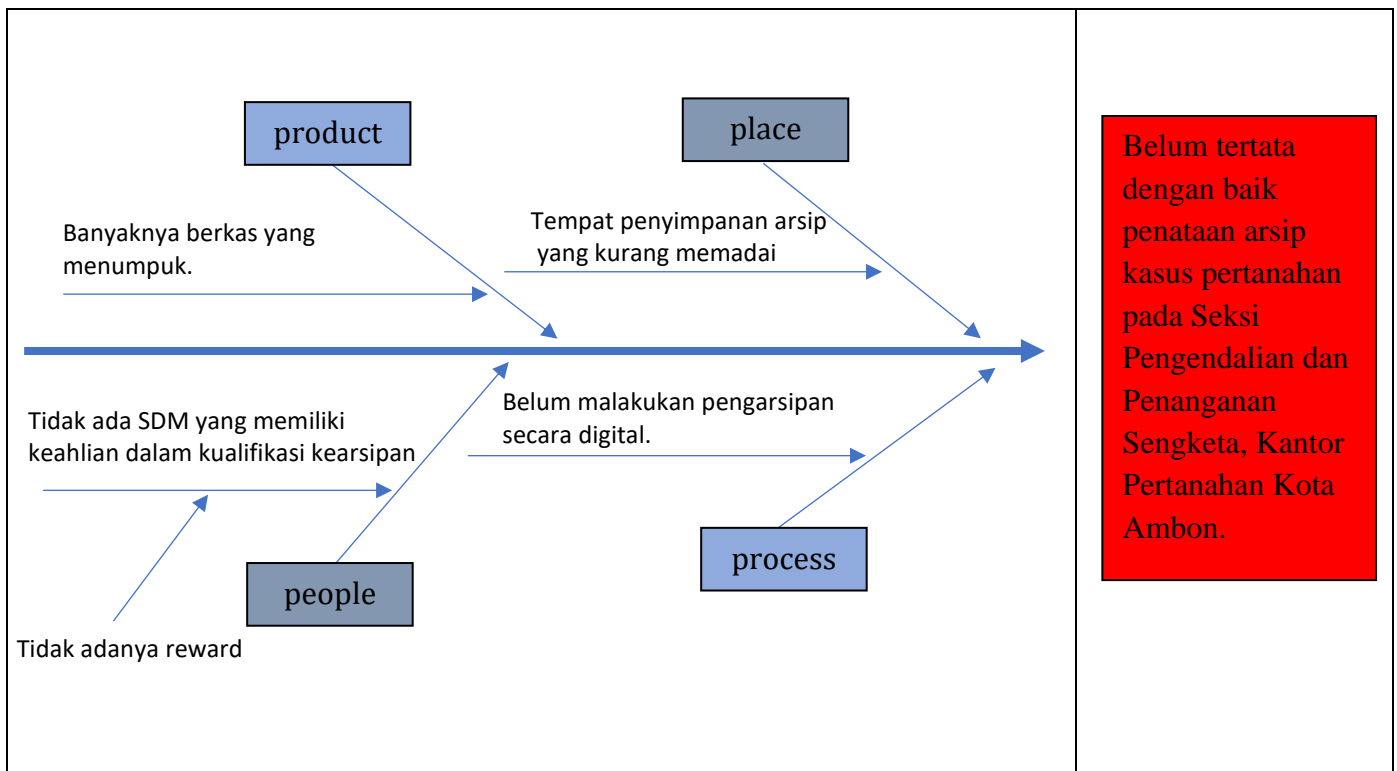 product
place
Banyaknya berkas yang
menumpuk.
Tempat penyimpanan arsip
yang kurang memadai
Tidak ada SDM yang memiliki
keahlian dalam kualifikasi kearsipan
Belum malakukan pengarsipan
secara digital.
people
process
Tidak adanya reward
Belum tertata
dengan baik
penataan arsip
kasus pertanahan
pada Seksi
Pengendalian dan
Penanganan
Sengketa, Kantor
Pertanahan Kota
Ambon.